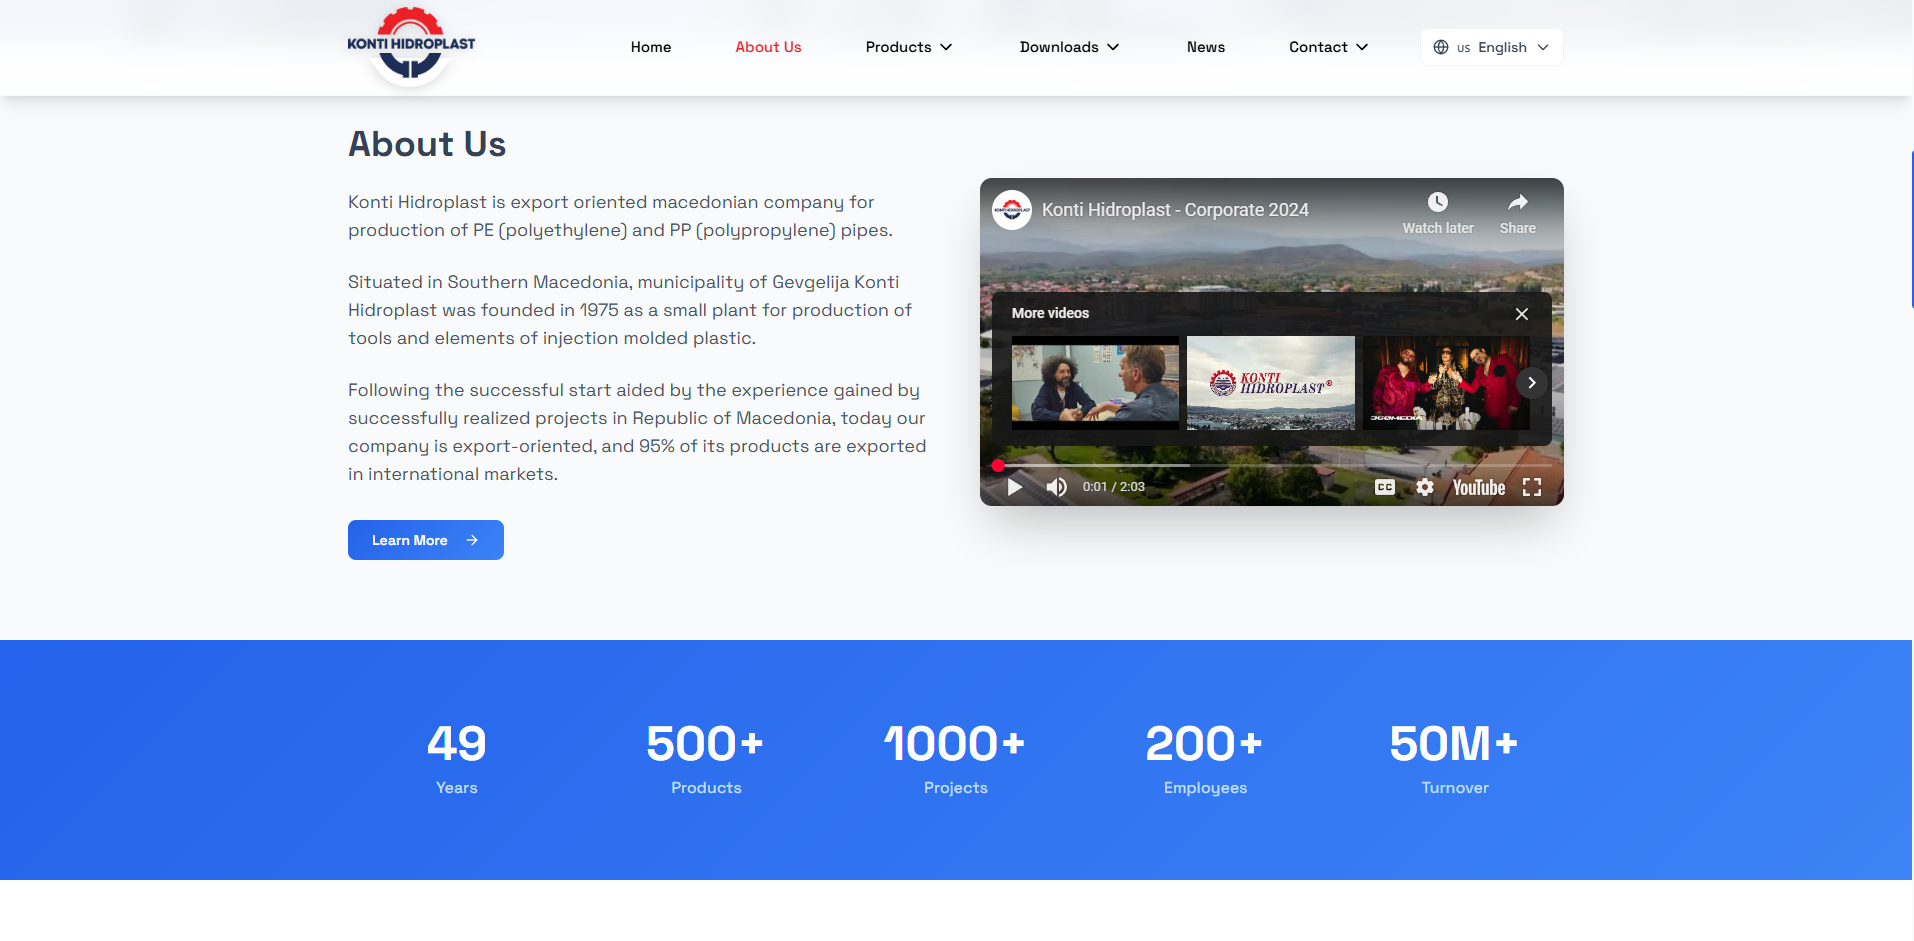 KONTI HIDROPLAST
Home
About Us
Products
Downloads
News
Contact
us English
About Us
Konti Hidroplast is export oriented macedonian company for
production of PE (polyethylene) and PP (polypropylene) pipes.
Situated in Southern Macedonia, municipality of Gevgelija Konti
Hidroplast was founded in 1975 as a small plant for production of
tools and elements of injection molded plastic.
Following the successful start aided by the experience gained by
successfully realized projects in Republic of Macedonia, today our
company is export-oriented, and 95% of its products are exported
in international markets.
Learn More
KONTI HIDROPLAST
Konti Hidroplast - Corporate 2024
Watch later
Share
More videos
KONTI
HIDROPLAST®
0:01 / 2:03
CC
YouTube
49
Years
500+
Products
1000+
Projects
200+
Employees
50M+
Turnover